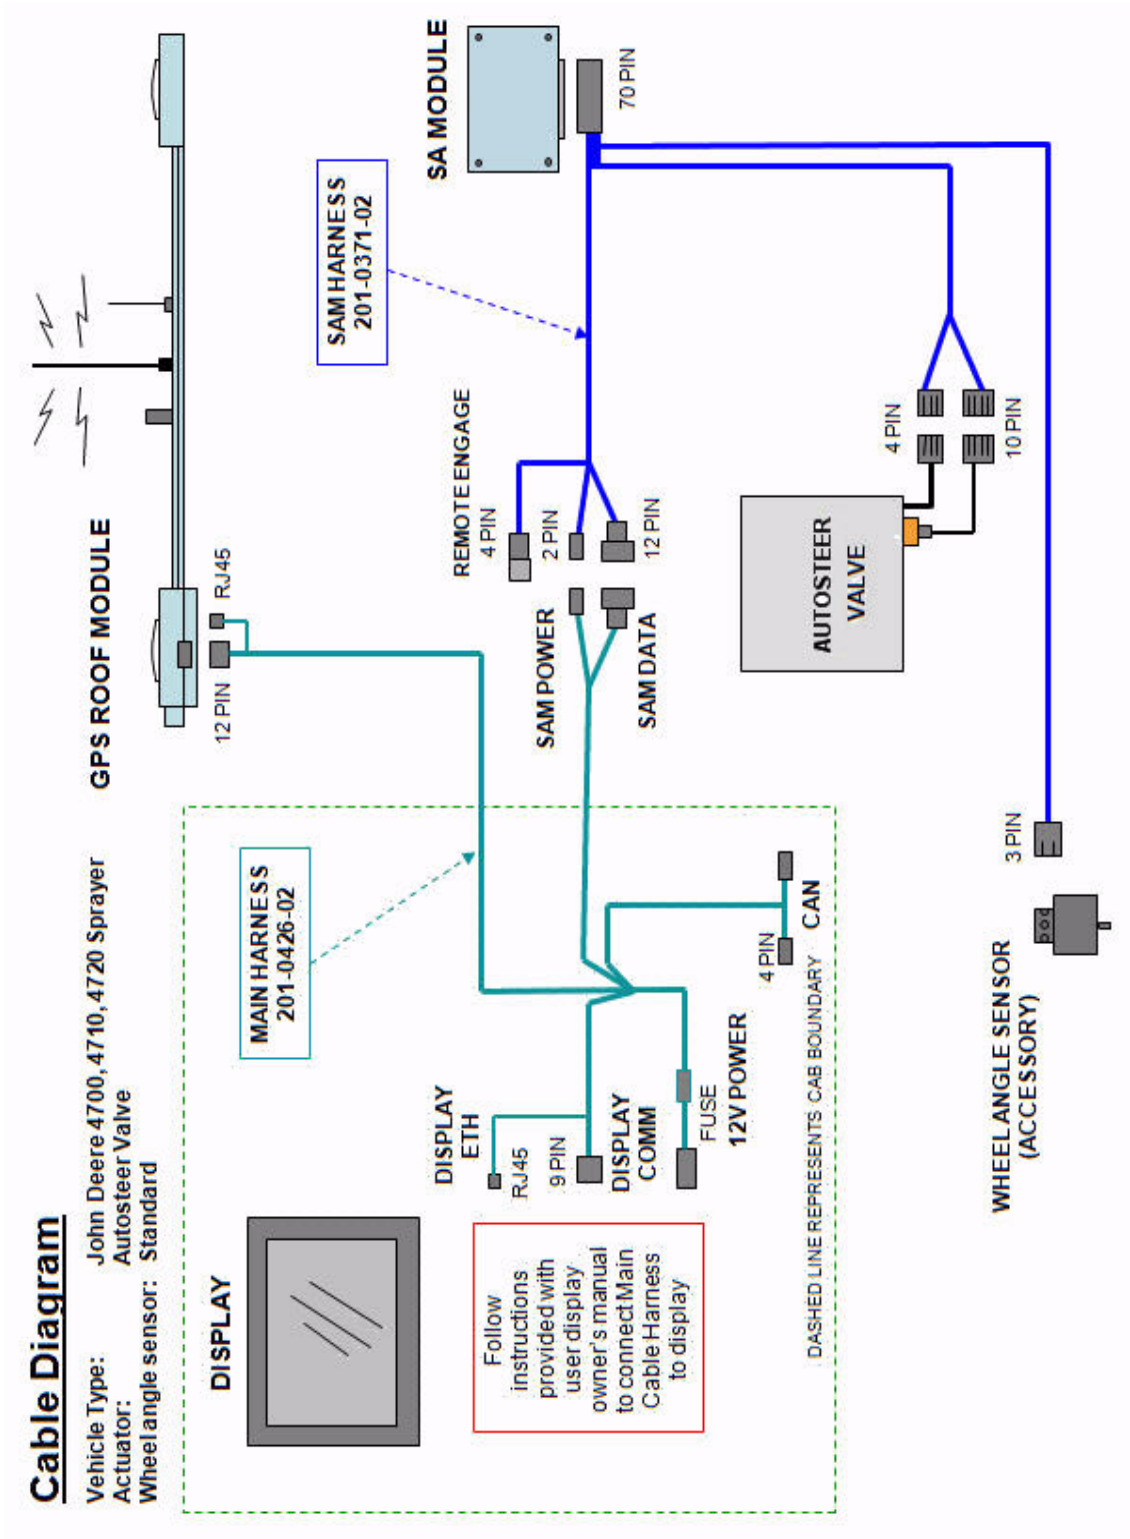 Cable Diagram
Vehicle Type: John Deere 4700, 4710, 4720 Sprayer
Actuator: Autosteer Valve
Wheel angle sensor: Standard
GPS ROOF MODULE
12 PIN
RJ45
DISPLAY
MAIN HARNESS
201-0426-02
SAM HARNESS
201-0371-02
SA MODULE
70 PIN
REMOTE ENGAGE
4 PIN
2 PIN
12 PIN
SAM POWER
SAM DATA
DISPLAY
ETH
RJ45
9 PIN
DISPLAY
COMM
FUSE
12V POWER
4 PIN
CAN
Follow
instructions
provided with
user display
owner's manual
to connect Main
Cable Harness
to display
DASHED LINE REPRESENTS CAB BOUNDARY
AUTOSTEER
VALVE
4 PIN
10 PIN
3 PIN
WHEEL ANGLE SENSOR
(ACCESSORY)